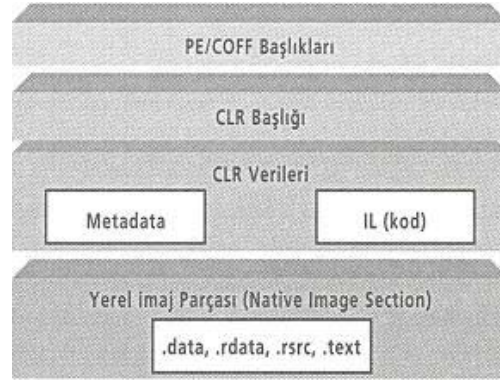 PE/COFF Başlıkları
CLR Başlığı
CLR Verileri
Metadata
IL (kod)
Yerel imaj Parçası (Native Image Section)
.data, .rdata, .rsrc, .text